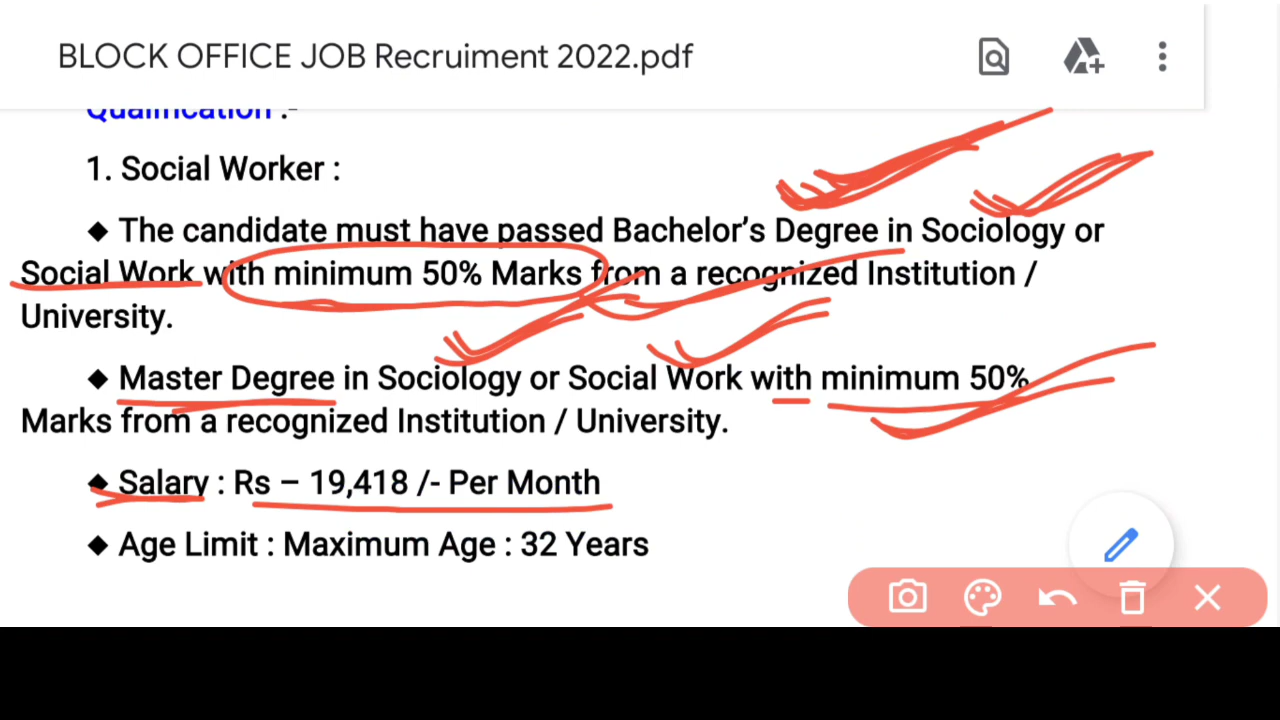 BLOCK OFFICE JOB Recruiment 2022.pdf
Qualification :-
1. Social Worker :
◆ The candidate must have passed Bachelor’s Degree in Sociology or
Social Work with minimum 50% Marks from a recognized Institution /
University.
◆ Master Degree in Sociology or Social Work with minimum 50%
Marks from a recognized Institution / University.
◆ Salary : Rs – 19,418 /- Per Month
◆ Age Limit : Maximum Age : 32 Years